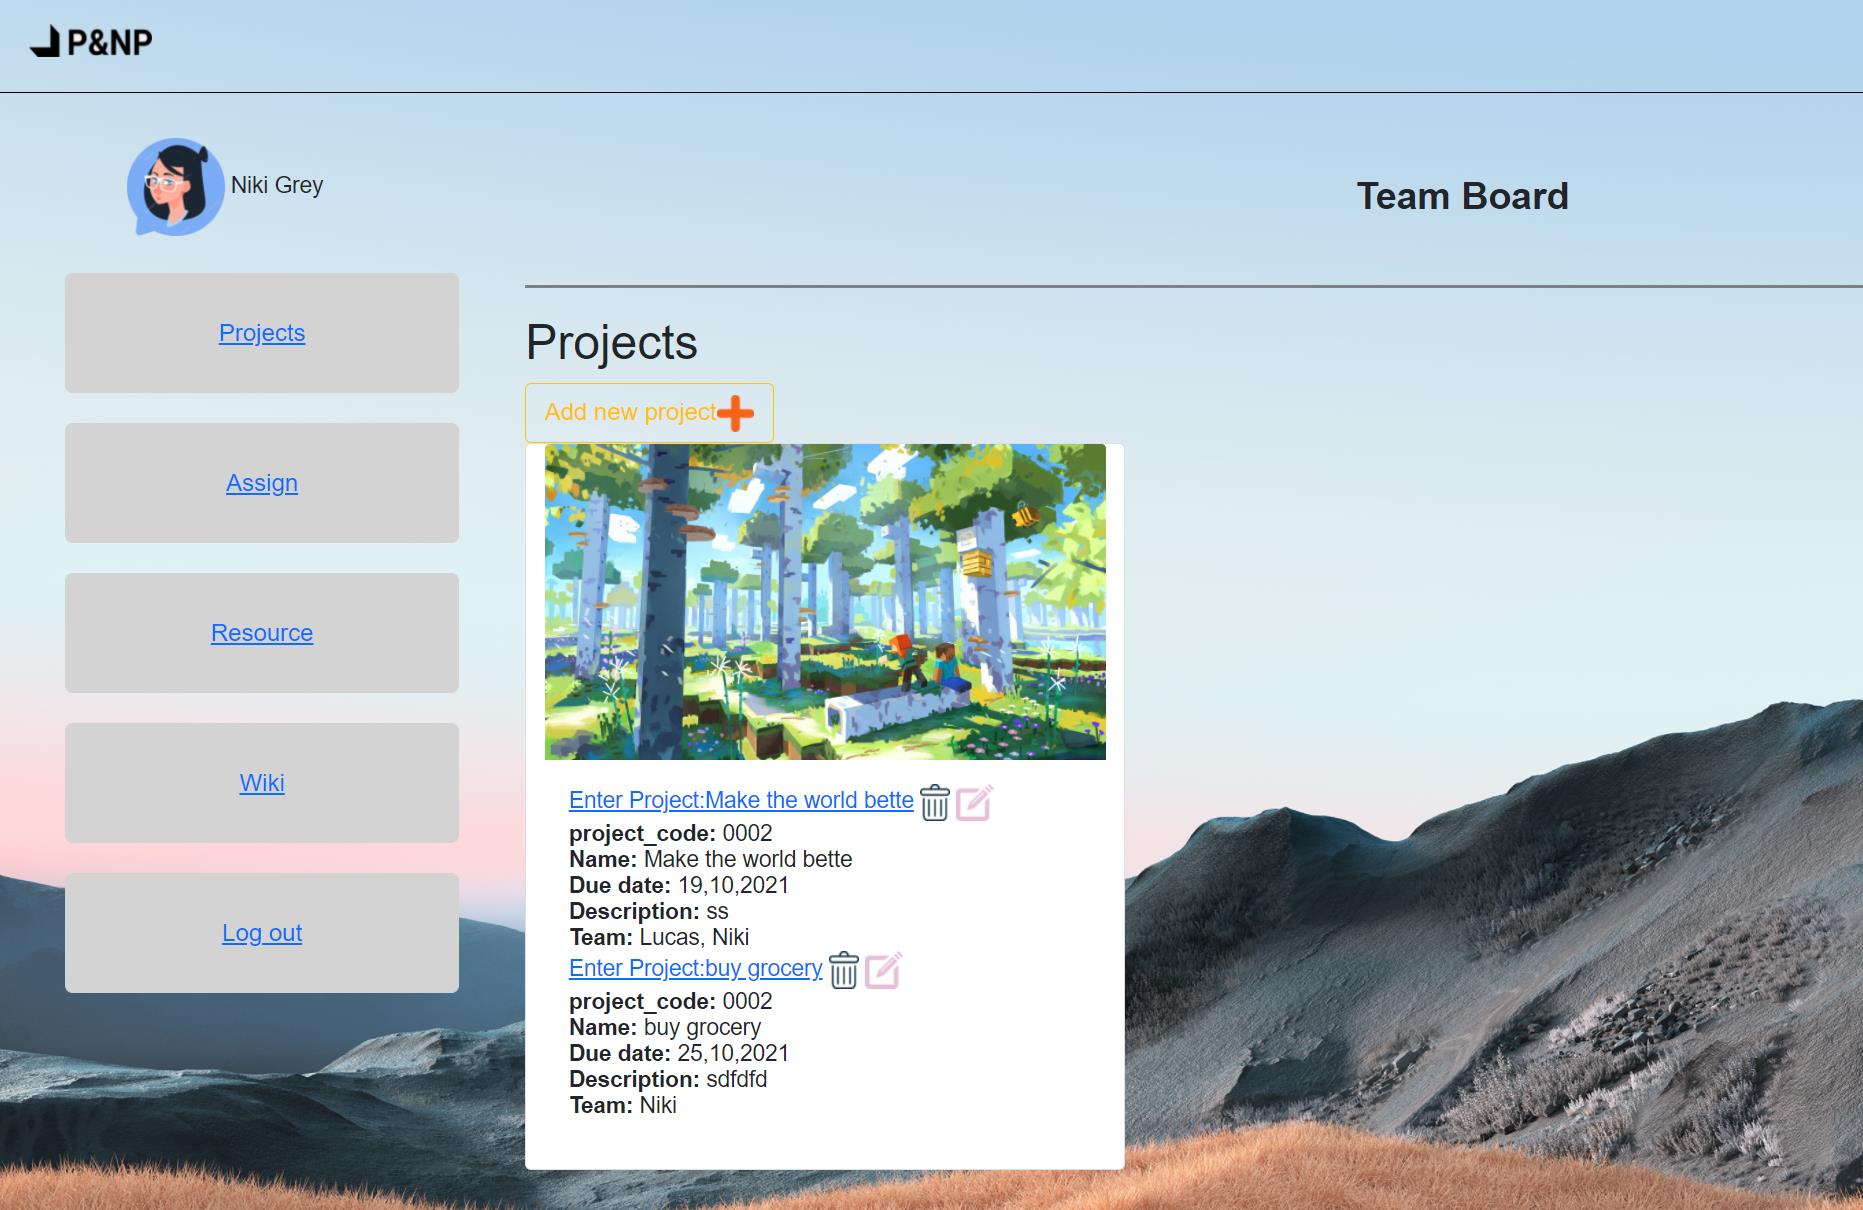 P&NP
Niki Grey
Team Board
Projects
Assign
Resource
Wiki
Log out
Projects
Add new project
Enter Project:Make the world bette
project_code: 0002
Name: Make the world bette
Due date: 19,10,2021
Description: ss
Team: Lucas, Niki
Enter Project:buy grocery
project_code: 0002
Name: buy grocery
Due date: 25,10,2021
Description: sdfdfd
Team: Niki